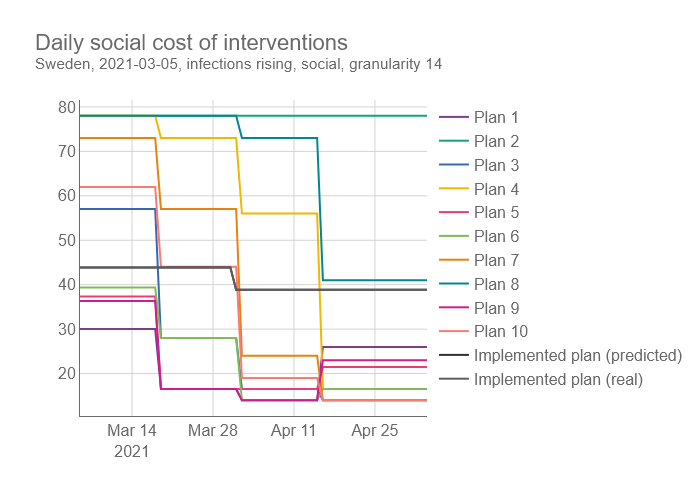 Daily social cost of interventions
Sweden, 2021-03-05, infections rising, social, granularity 14
80
70
60
50
40
30
20
Mar 14
2021
Mar 28
Apr 11
Apr 25
Plan 1
Plan 2
Plan 3
Plan 4
Plan 5
Plan 6
Plan 7
Plan 8
Plan 9
Plan 10
Implemented plan (predicted)
Implemented plan (real)